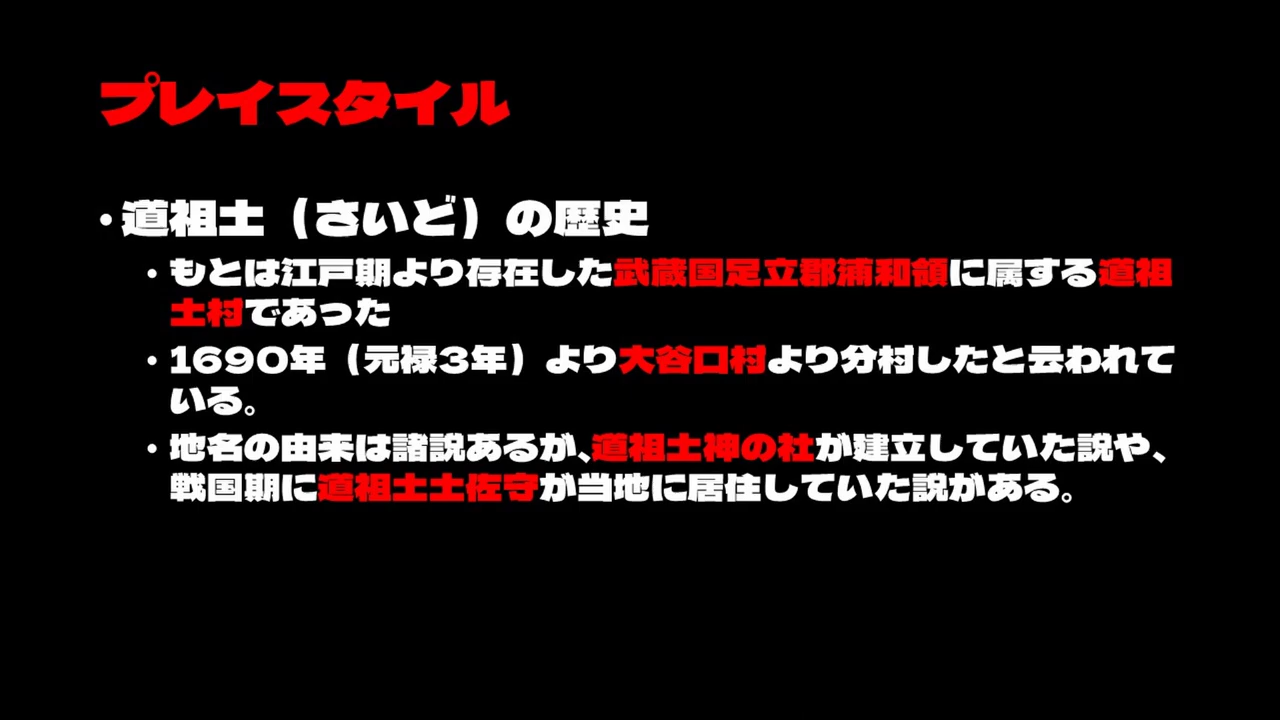 プレイスタイル
・道祖土（さいど）の歴史
・もとは江戸期より存在した武蔵国足立郡浦和領に属する道祖
土村であった
・1690年（元禄3年）より大谷口村より分村したと云われて
いる。
・地名の由来は諸説あるが、道祖土神の社が建立していた説や、
戦国期に道祖土土佐守が当地に居住していた説がある。